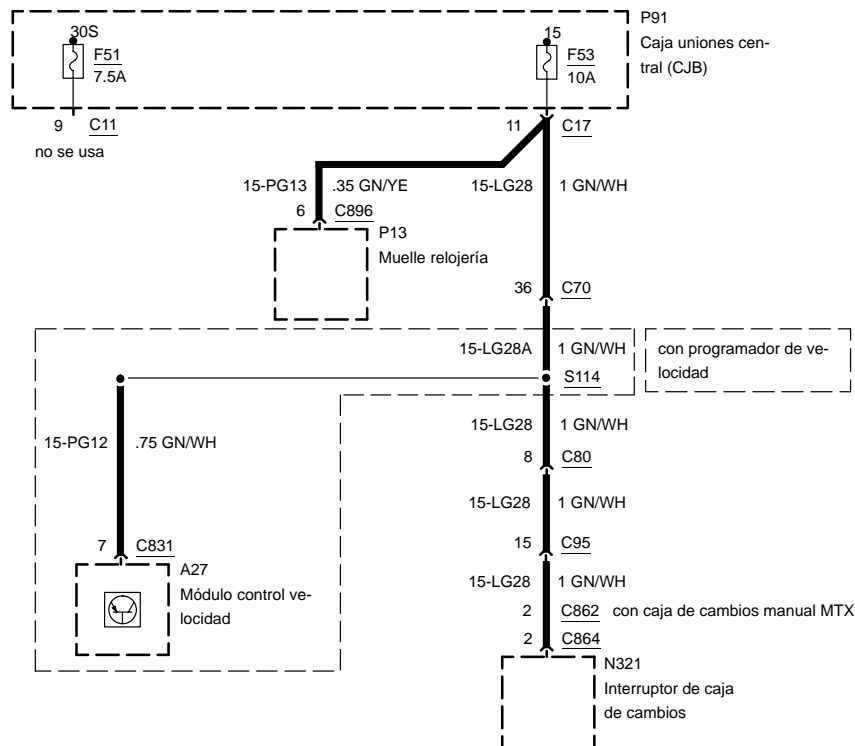 P91
Caja uniones cen-
tral (CJB)
30S
F51
7.5A
15
F53
10A
9 C11
no se usa
11 C17
15-PG13 .35 GN/YE
15-LG28 1 GN/WH
6 C896
P13
Muelle relojería
36 C70
15-LG28A 1 GN/WH
con programador de ve-
locidad
S114
15-LG28 1 GN/WH
15-PG12 .75 GN/WH
8 C80
15-LG28 1 GN/WH
7 C831
15 C95
A27
Módulo control ve-
locidad
15-LG28 1 GN/WH
2 C862 con caja de cambios manual MTX
2 C864
N321
Interruptor de caja
de cambios